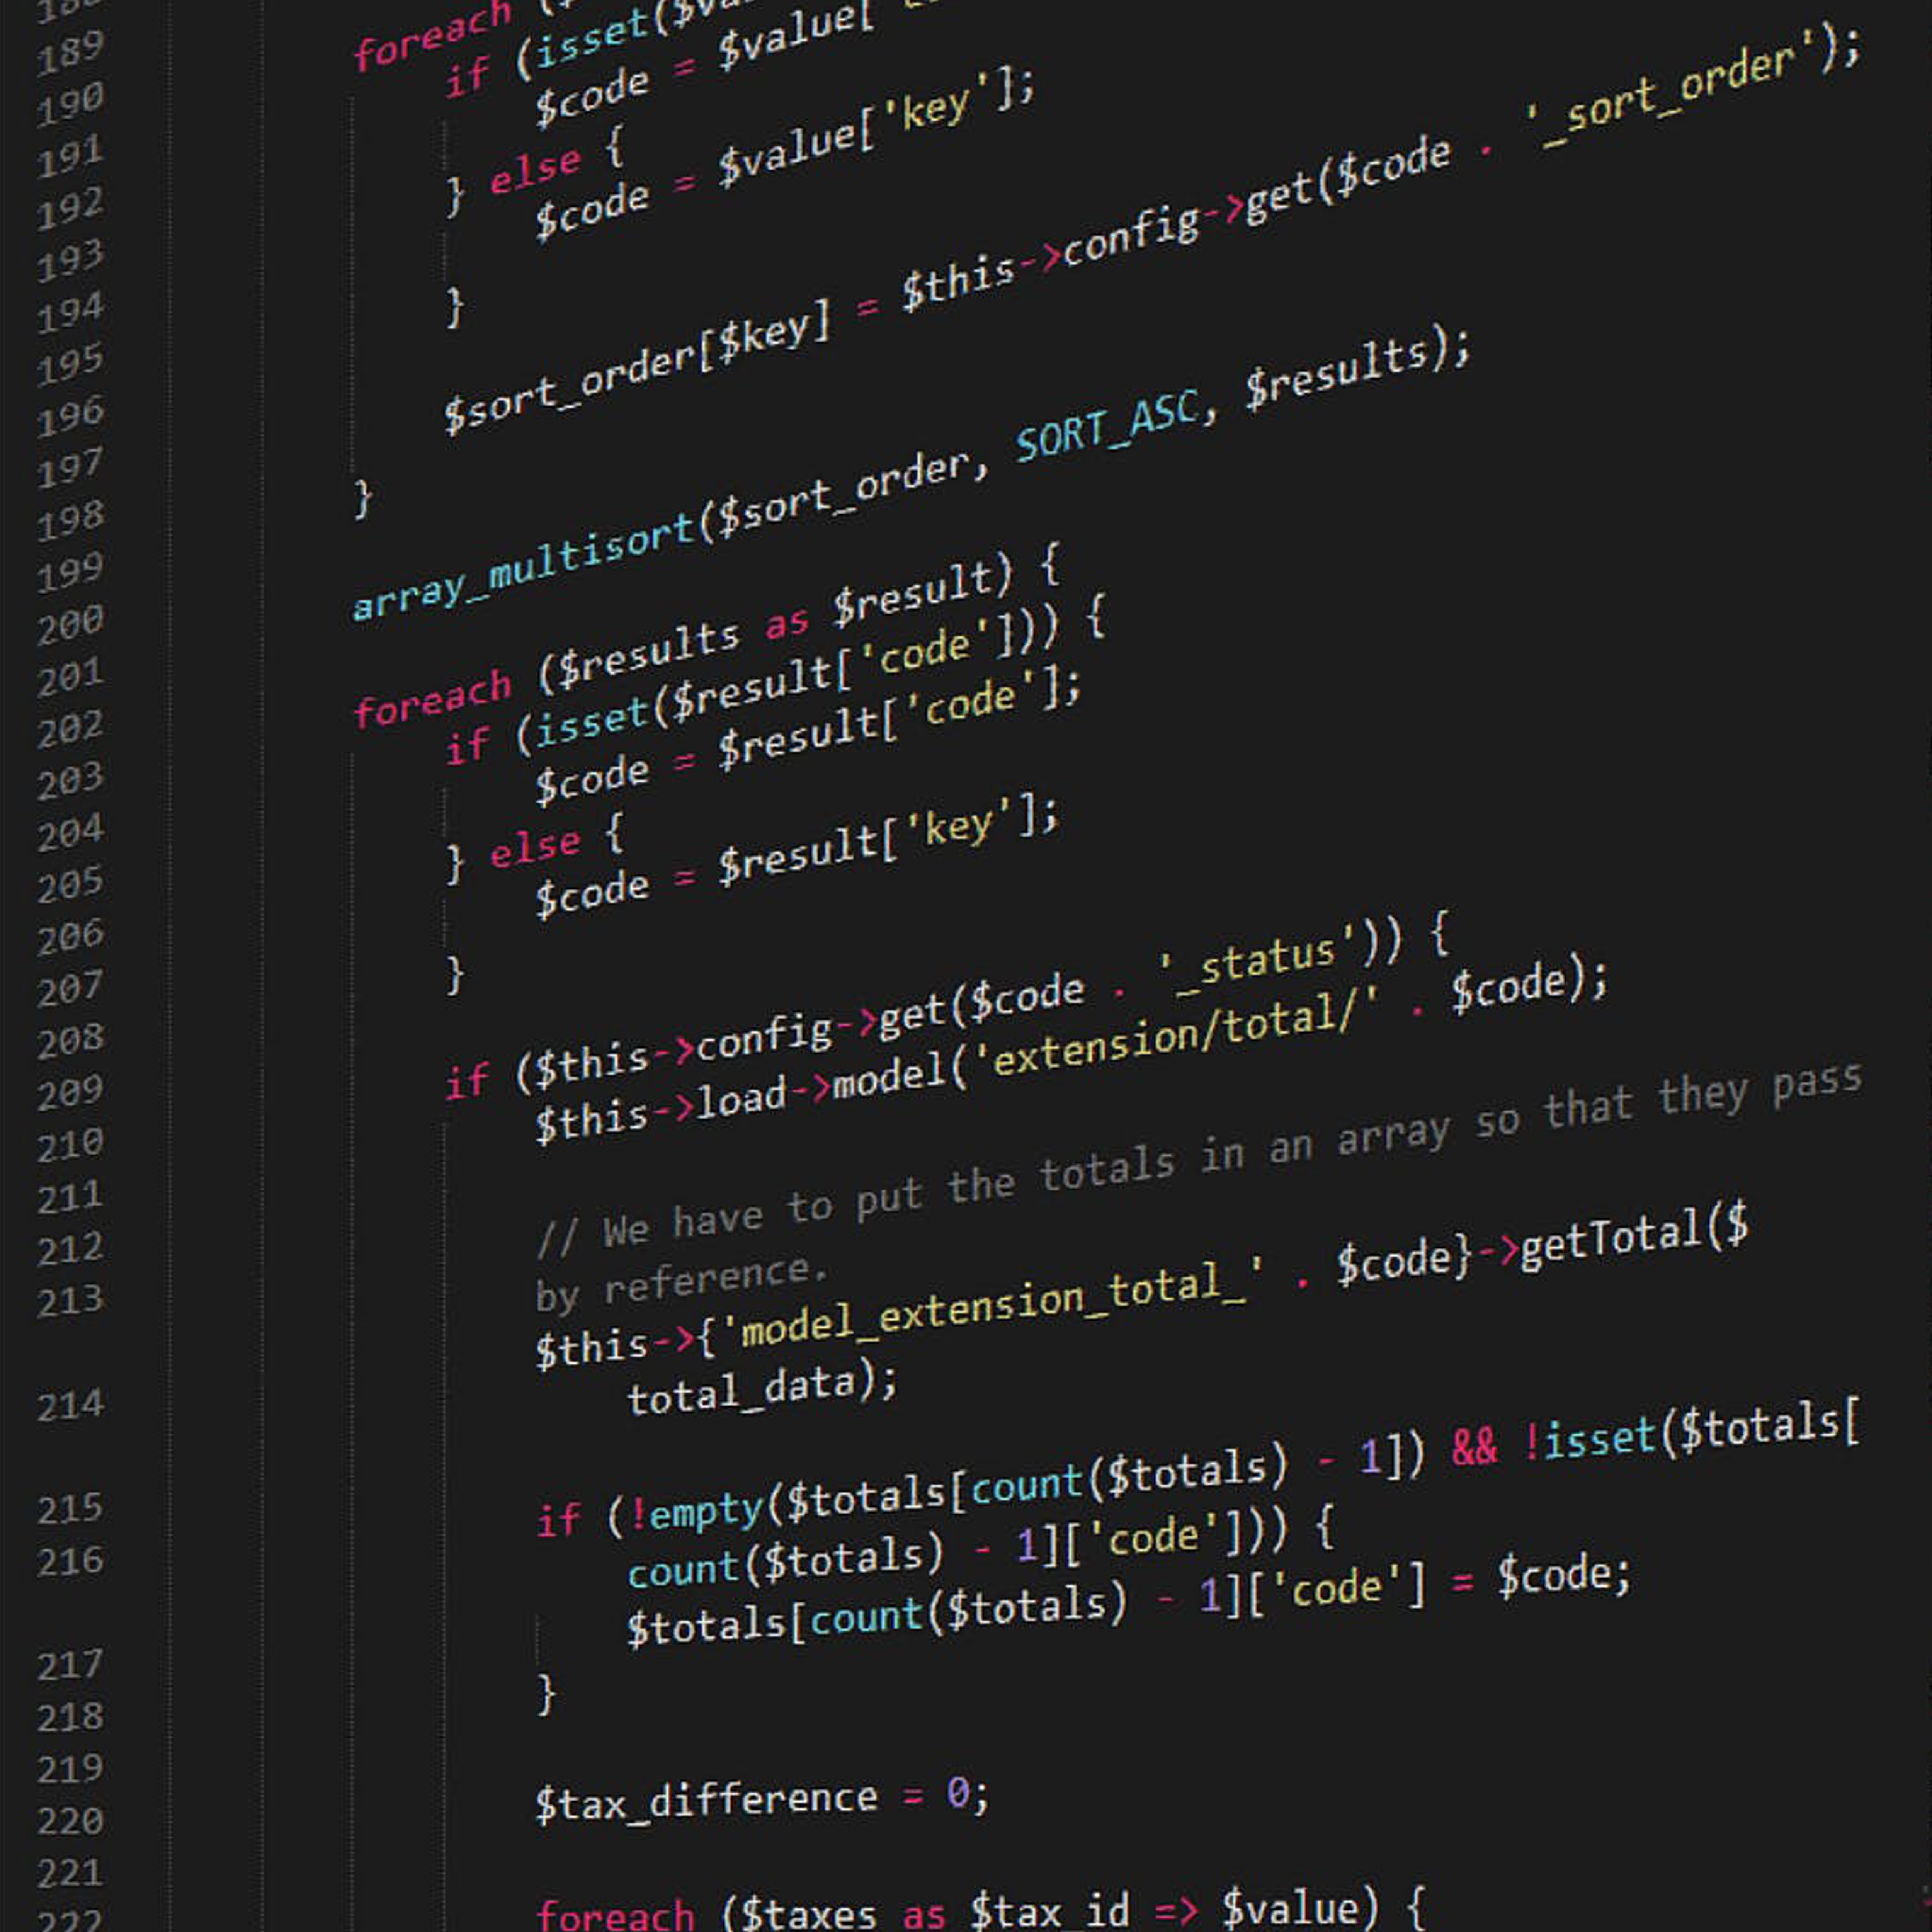 189 foreach ($
190 if (isset($va
191 $code = $value['
192 } else {
193 $code = $value['key'];
194 }
195
196 $sort_order[$key] = $this->config->get($code . '_sort_order');
197 }
198
199 array_multisort($sort_order, SORT_ASC, $results);
200
201 foreach ($results as $result) {
202 if (isset($result['code'])) {
203 $code = $result['code'];
204 } else {
205 $code = $result['key'];
206 }
207
208 if ($this->config->get($code . '_status')) {
209 $this->load->model('extension/total/' . $code);
210
211 // We have to put the totals in an array so that they pass
212 by reference.
213 $this->{'model_extension_total_' . $code}->getTotal($
total_data);
214
215 if (!empty($totals[count($totals) - 1]) && !isset($totals[
216 count($totals) - 1]['code'])) {
$totals[count($totals) - 1]['code'] = $code;
217 }
218
219 $tax_difference = 0;
220
221 foreach ($taxes as $tax_id => $value) {
222